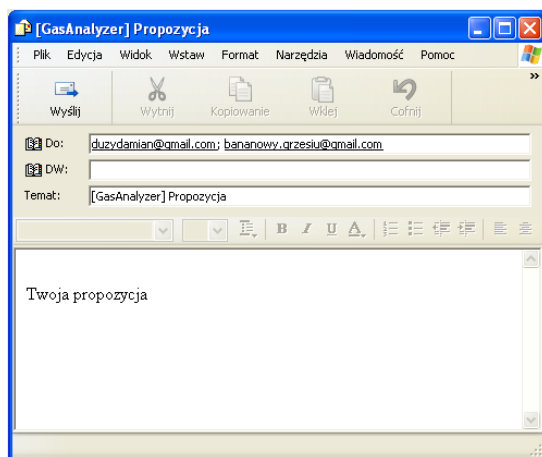 [GasAnalyzer] Propozycja
Plik Edycja Widok Wstaw Format Narzędzia Wiadomość Pomoc
Wyślij Wytnij Kopiowanie Wklej Cofnij
Do: duzydamian@gmail.com; bananowy.grzesiu@gmail.com
DW:
Temat: [GasAnalyzer] Propozycja
B I U A
Twoja propozycja